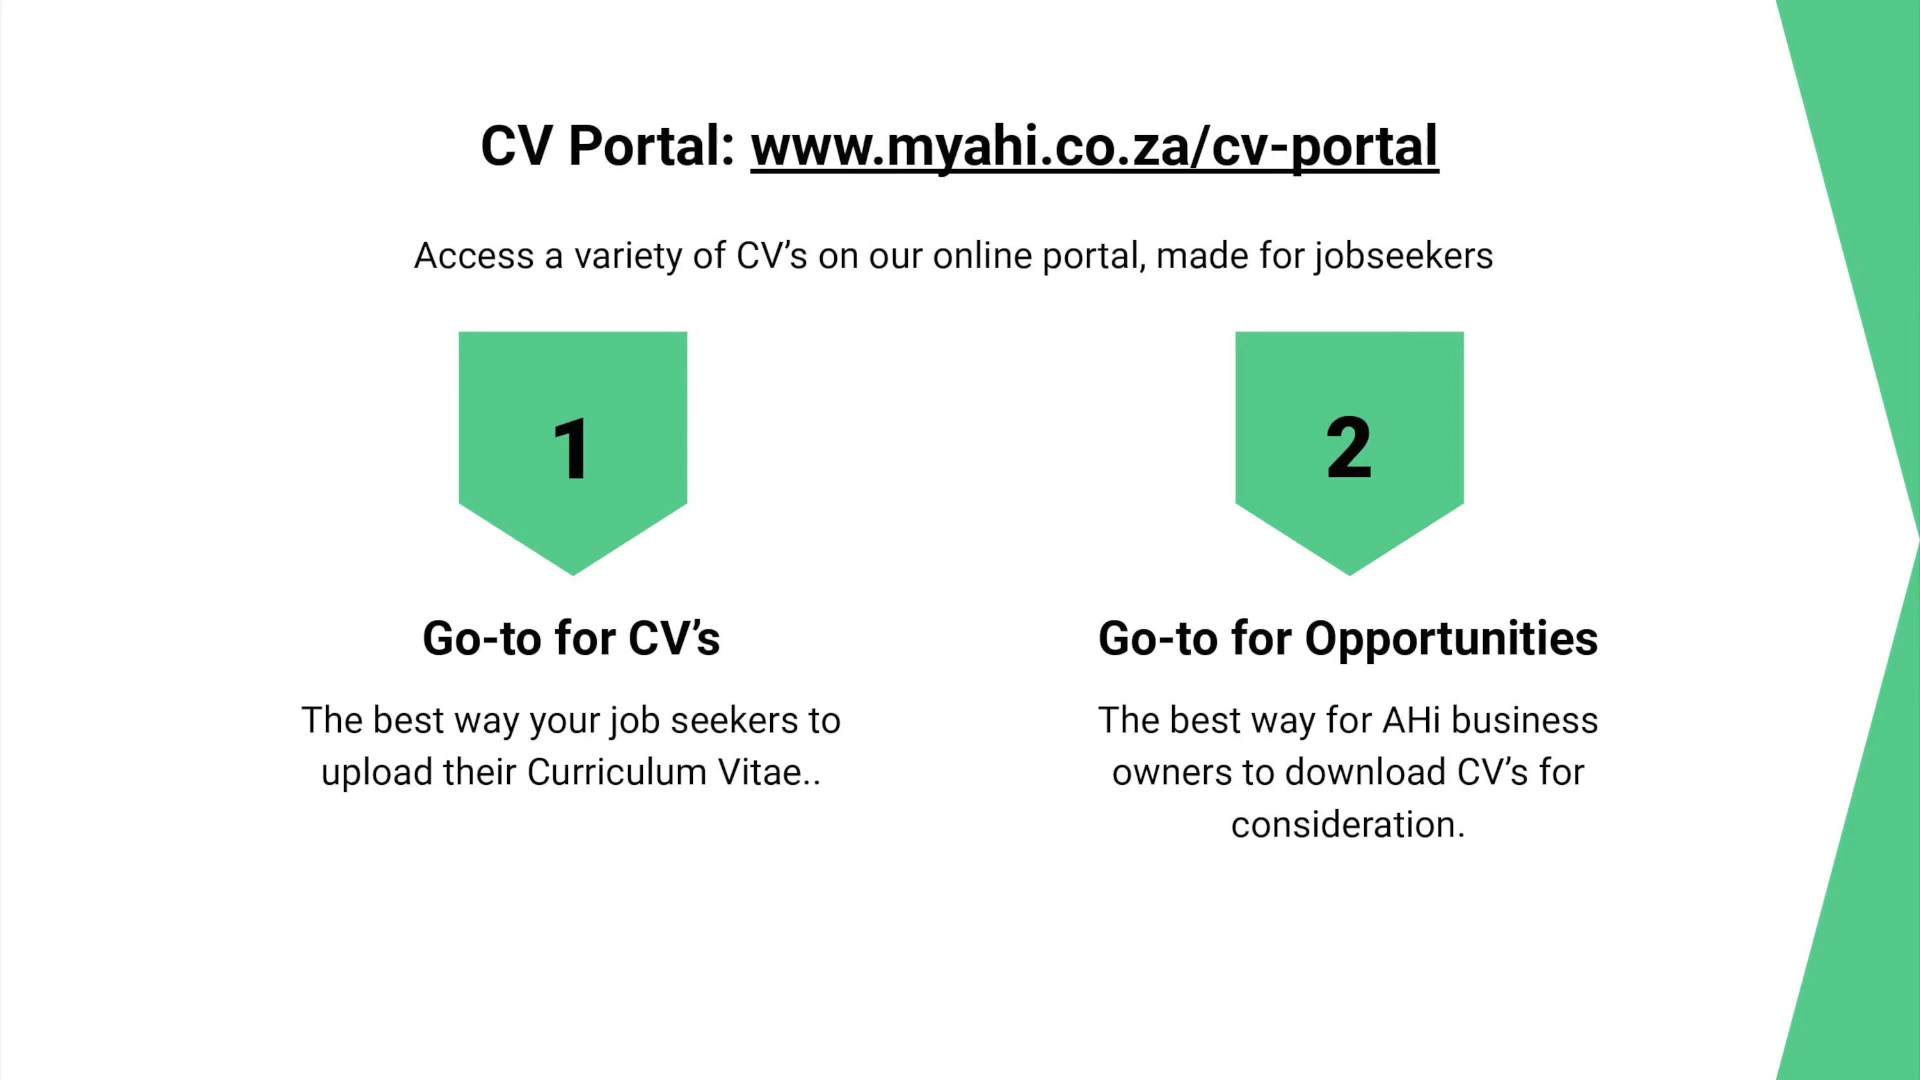 CV Portal: www.myahi.co.za/cv-portal
Access a variety of CV’s on our online portal, made for jobseekers
1
Go-to for CV’s
The best way your job seekers to
upload their Curriculum Vitae..
2
Go-to for Opportunities
The best way for AHi business
owners to download CV’s for
consideration.